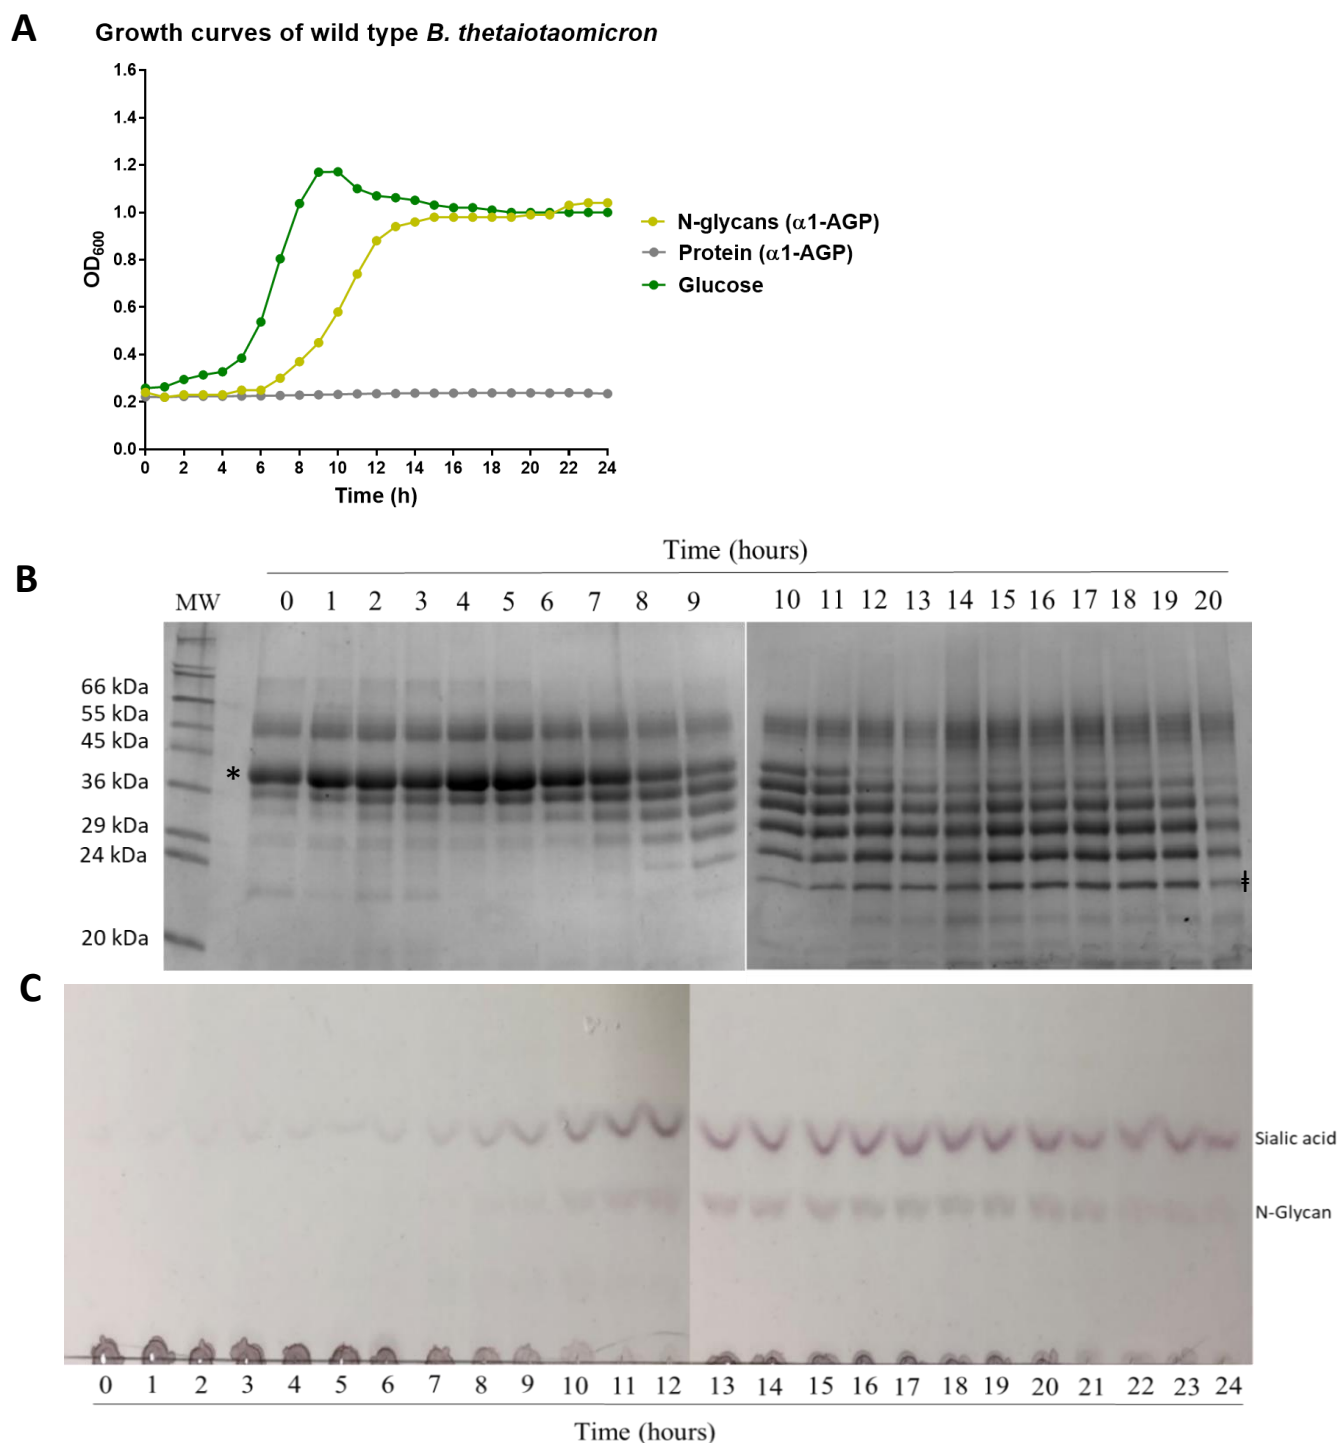 A
Growth curves of wild type B. thetaiotaomicron
1.6
1.4
1.2
1.0
0.8
0.6
0.4
0.2
0.0
OD600
0 2 4 6 8 10 12 14 16 18 20 22 24
Time (h)
N-glycans (α1-AGP)
Protein (α1-AGP)
Glucose
B
Time (hours)
MW 0 1 2 3 4 5 6 7 8 9 10 11 12 13 14 15 16 17 18 19 20
66 kDa
55 kDa
45 kDa
*
36 kDa
29 kDa
24 kDa
ǂ
20 kDa
C
Sialic acid
N-Glycan
0 1 2 3 4 5 6 7 8 9 10 11 12 13 14 15 16 17 18 19 20 21 22 23 24
Time (hours)